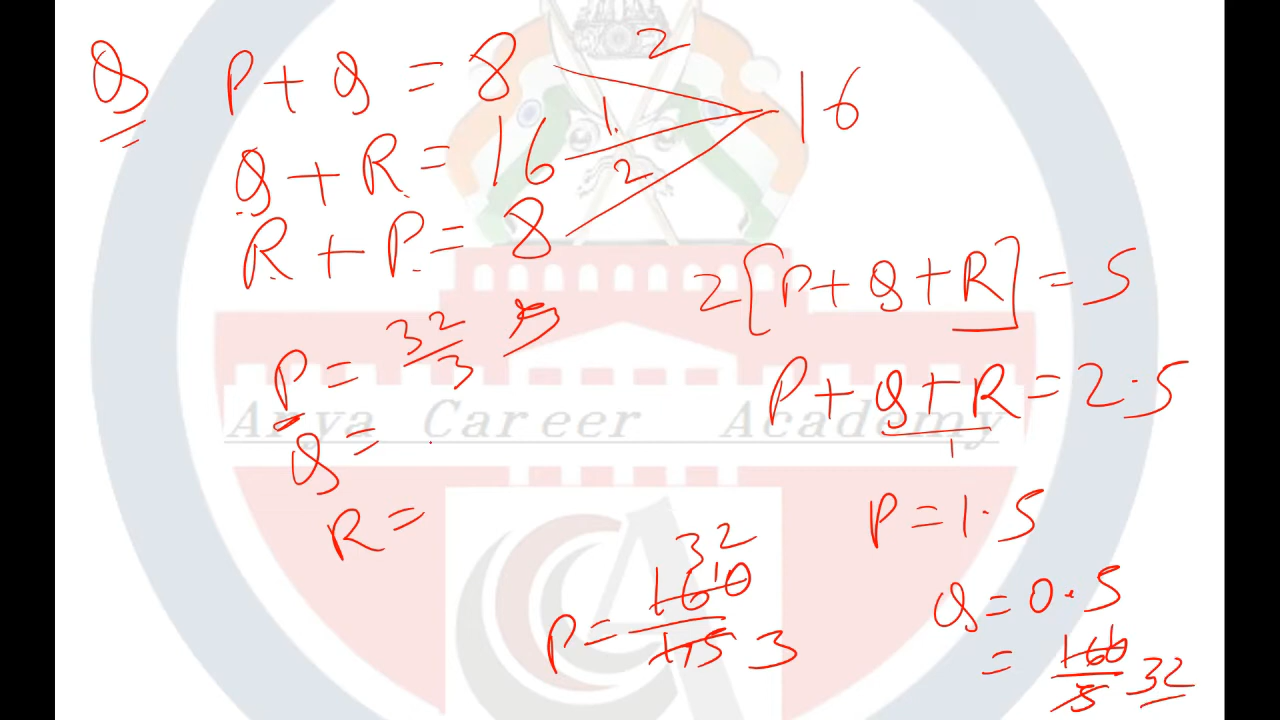 Q P + Q = 8 2
Q + R = 16 1 16
R + P = 8 2
2[P + Q + R] = 5
P = 32/3
P + Q + R = 2.5
1
Arya Career Academy
Q =
R =
P = 1.5
32
P = 160/15 3
Q = 0.5
= 160/5 32